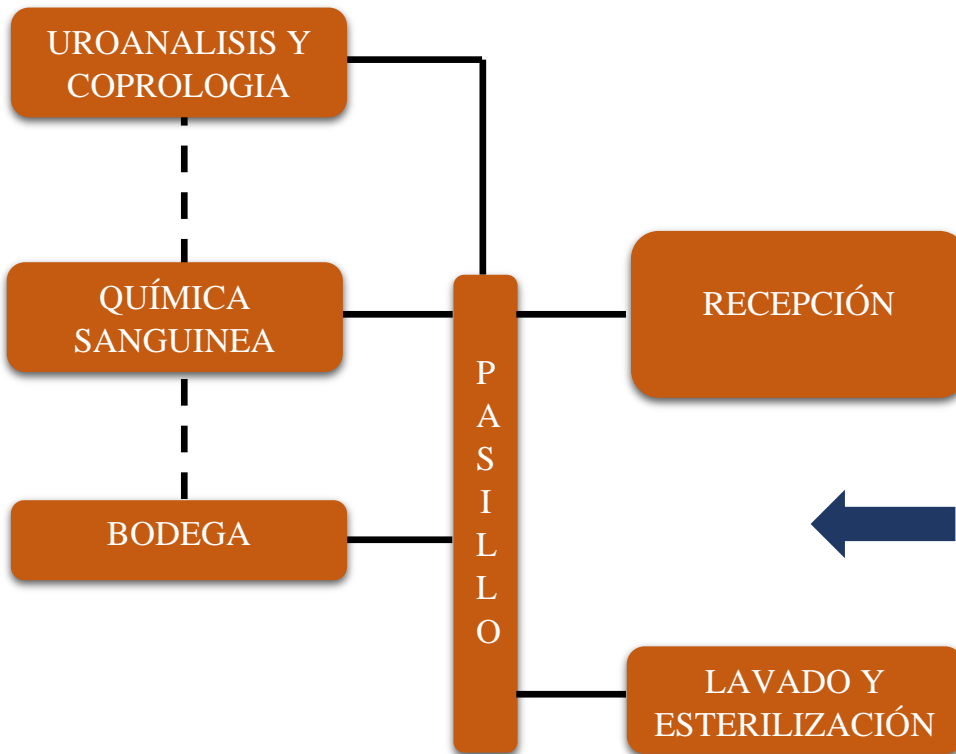 UROANALISIS Y
COPROLOGIA
QUÍMICA
SANGUINEA
BODEGA
P
A
S
I
L
L
O
RECEPCIÓN
LAVADO Y
ESTERILIZACIÓN